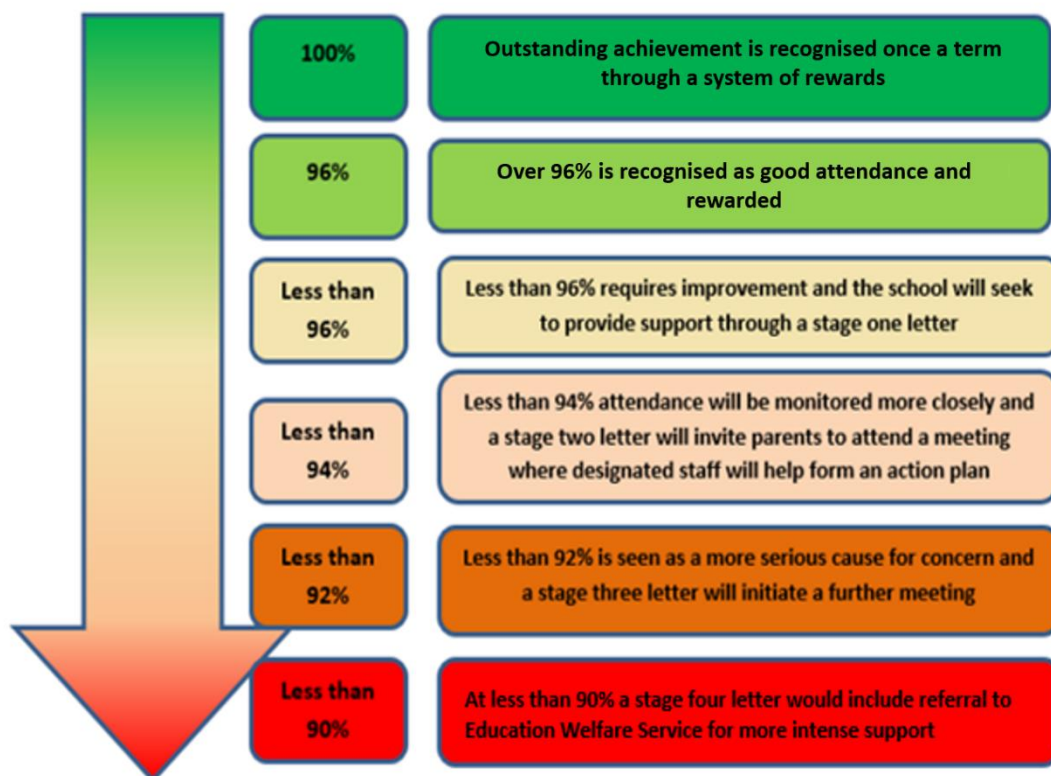 100%
Outstanding achievement is recognised once a term
through a system of rewards
96%
Over 96% is recognised as good attendance and
rewarded
Less than
96%
Less than 96% requires improvement and the school will seek
to provide support through a stage one letter
Less than
94%
Less than 94% attendance will be monitored more closely and
a stage two letter will invite parents to attend a meeting
where designated staff will help form an action plan
Less than
92%
Less than 92% is seen as a more serious cause for concern and
a stage three letter will initiate a further meeting
Less than
90%
At less than 90% a stage four letter would include referral to
Education Welfare Service for more intense support